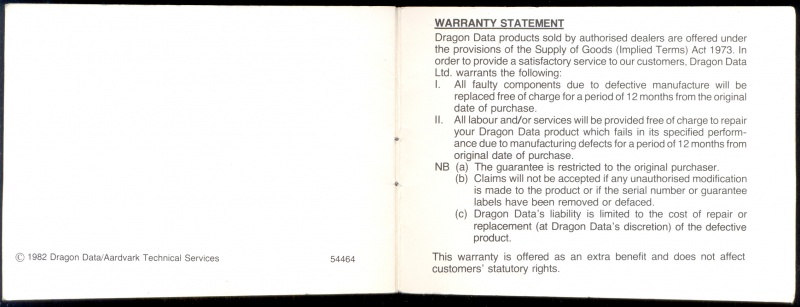 © 1982 Dragon Data/Aardvark Technical Services
54464
WARRANTY STATEMENT
Dragon Data products sold by authorised dealers are offered under
the provisions of the Supply of Goods (Implied Terms) Act 1973. In
order to provide a satisfactory service to our customers, Dragon Data
Ltd. warrants the following:
I. All faulty components due to defective manufacture will be
replaced free of charge for a period of 12 months from the original
date of purchase.
II. All labour and/or services will be provided free of charge to repair
your Dragon Data product which fails in its specified perform-
ance due to manufacturing defects for a period of 12 months from
original date of purchase.
NB (a) The guarantee is restricted to the original purchaser.
(b) Claims will not be accepted if any unauthorised modification
is made to the product or if the serial number or guarantee
labels have been removed or defaced.
(c) Dragon Data's liability is limited to the cost of repair or
replacement (at Dragon Data's discretion) of the defective
product.
This warranty is offered as an extra benefit and does not affect
customers' statutory rights.